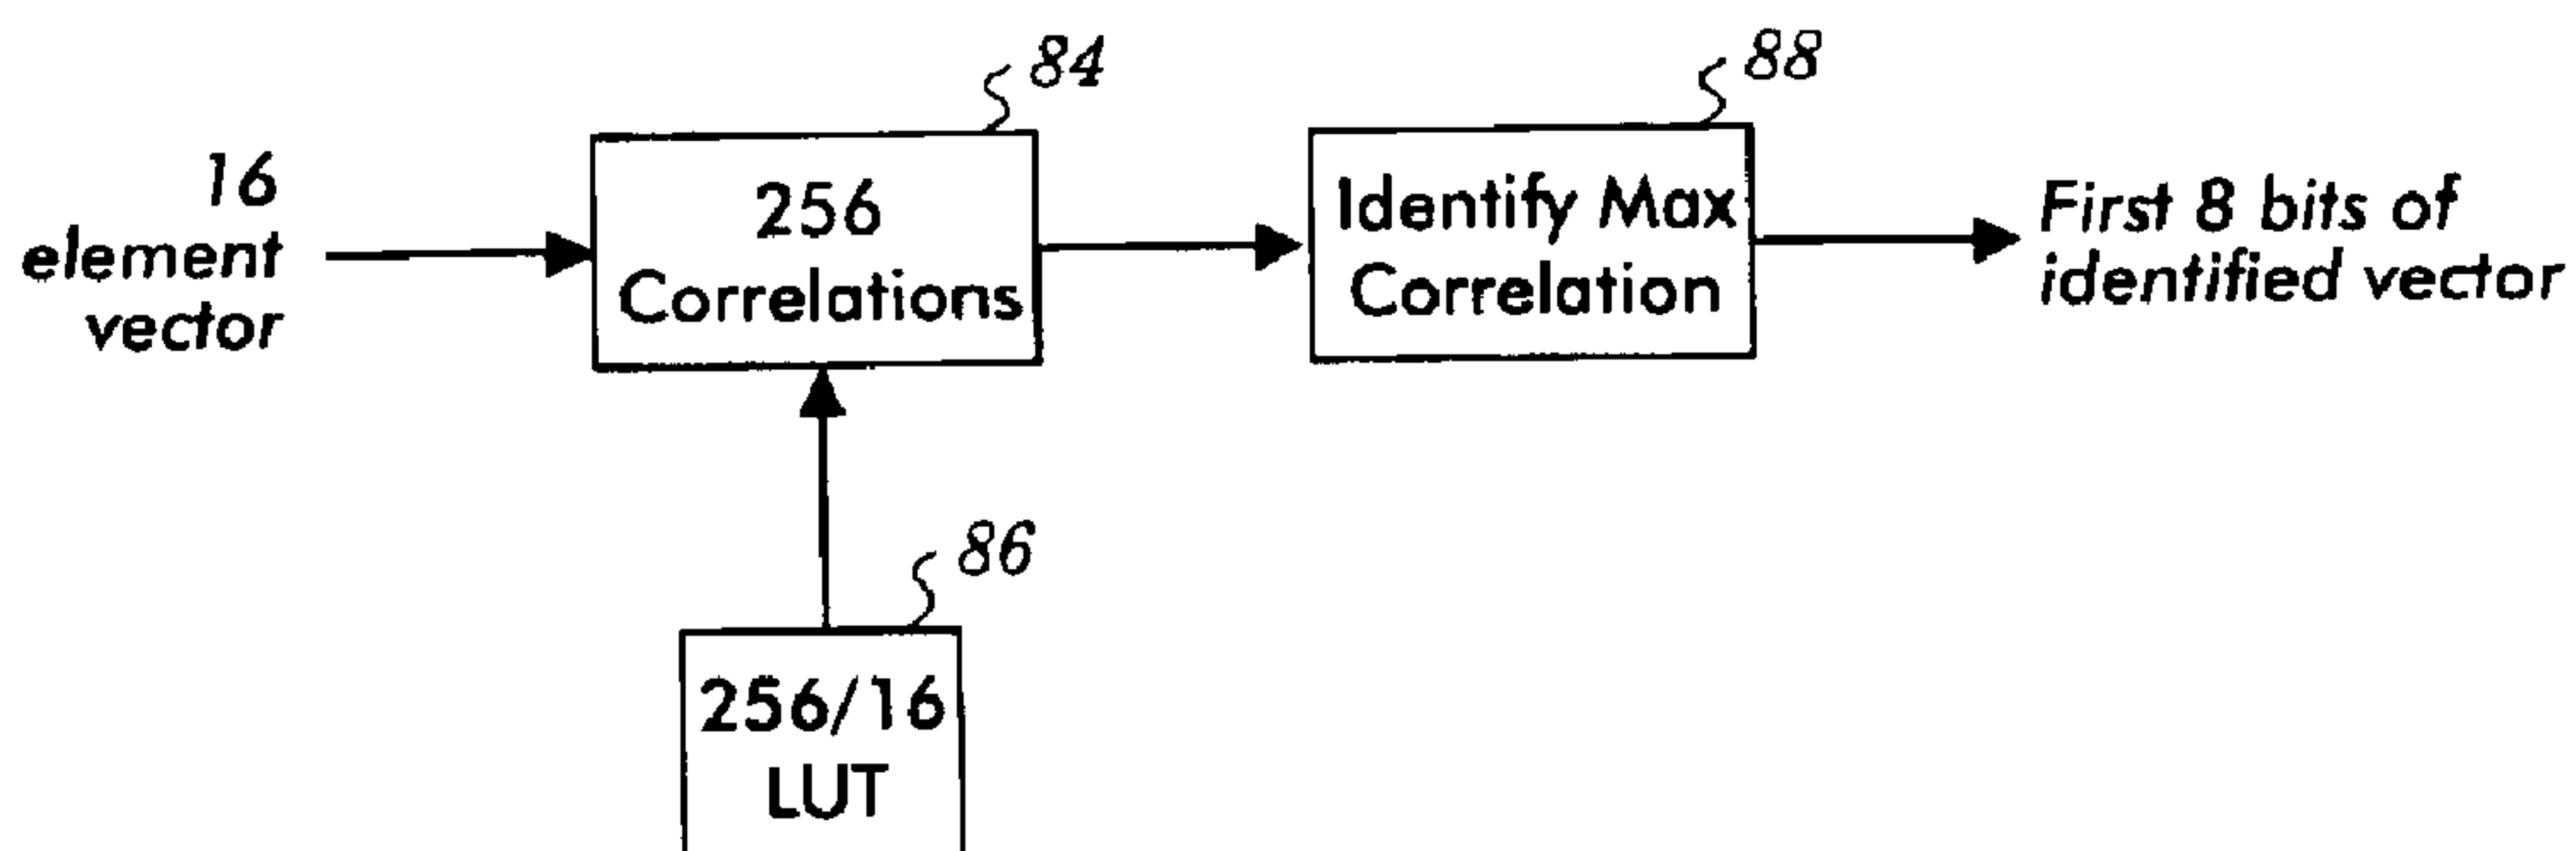 84
88
16
element
vector
256
Correlations
Identify Max
Correlation
First 8 bits of
identified vector
86
256/16
LUT